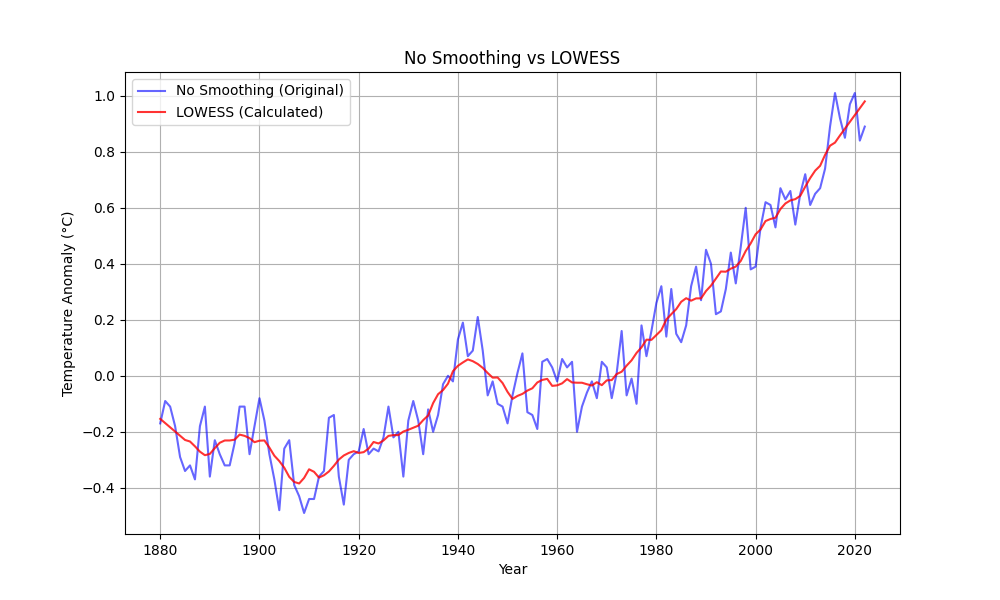 No Smoothing vs LOWESS
No Smoothing (Original)
LOWESS (Calculated)
Temperature Anomaly (°C)
1.0
0.8
0.6
0.4
0.2
0.0
−0.2
−0.4
1880 1900 1920 1940 1960 1980 2000 2020
Year